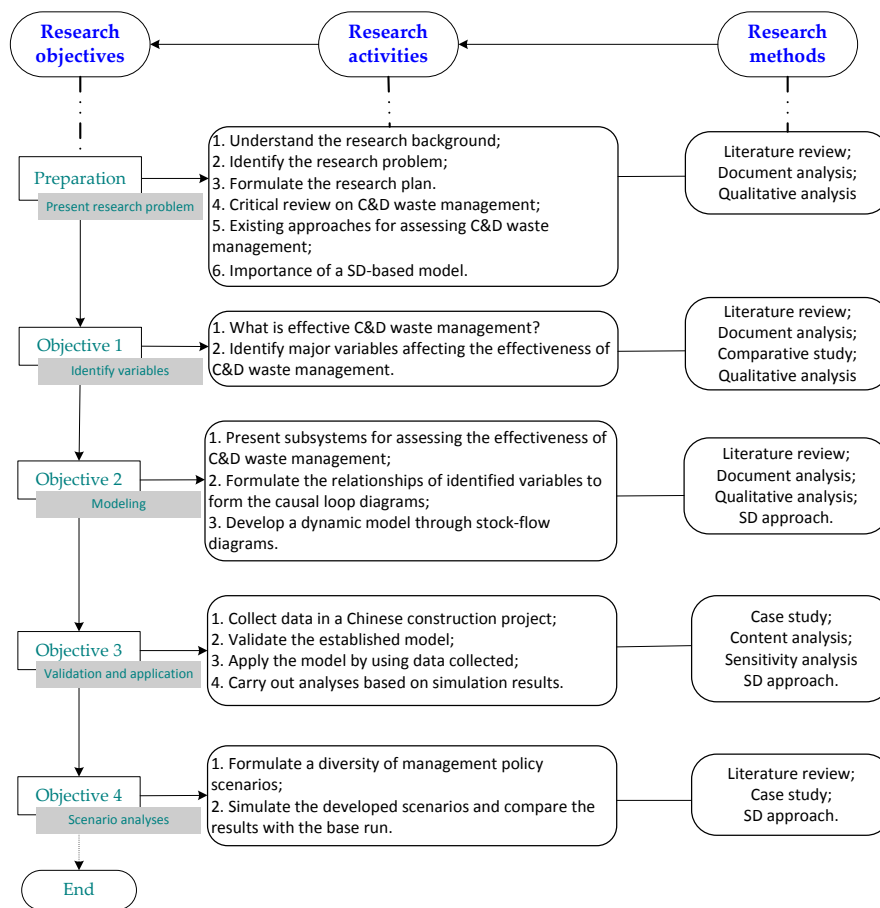 Research
objectives
Research
activities
Research
methods
Preparation
Present research problem
1. Understand the research background;
2. Identify the research problem;
3. Formulate the research plan.
4. Critical review on C&D waste management;
5. Existing approaches for assessing C&D waste
management;
6. Importance of a SD-based model.
Literature review;
Document analysis;
Qualitative analysis
Objective 1
Identify variables
1. What is effective C&D waste management?
2. Identify major variables affecting the effectiveness of
C&D waste management.
Literature review;
Document analysis;
Comparative study;
Qualitative analysis
Objective 2
Modeling
1. Present subsystems for assessing the effectiveness of
C&D waste management;
2. Formulate the relationships of identified variables to
form the causal loop diagrams;
3. Develop a dynamic model through stock-flow
diagrams.
Literature review;
Document analysis;
Qualitative analysis;
SD approach.
Objective 3
Validation and application
1. Collect data in a Chinese construction project;
2. Validate the established model;
3. Apply the model by using data collected;
4. Carry out analyses based on simulation results.
Case study;
Content analysis;
Sensitivity analysis
SD approach.
Objective 4
Scenario analyses
1. Formulate a diversity of management policy
scenarios;
2. Simulate the developed scenarios and compare the
results with the base run.
Literature review;
Case study;
SD approach.
End